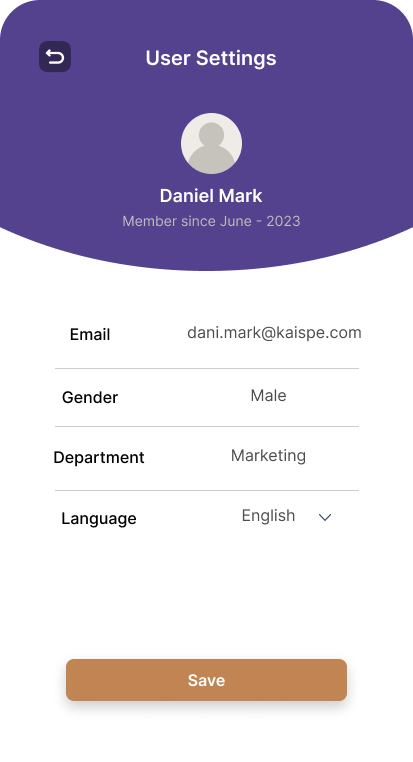 User Settings
Daniel Mark
Member since June - 2023
Email dani.mark@kaispe.com
Gender Male
Department Marketing
Language English
Save